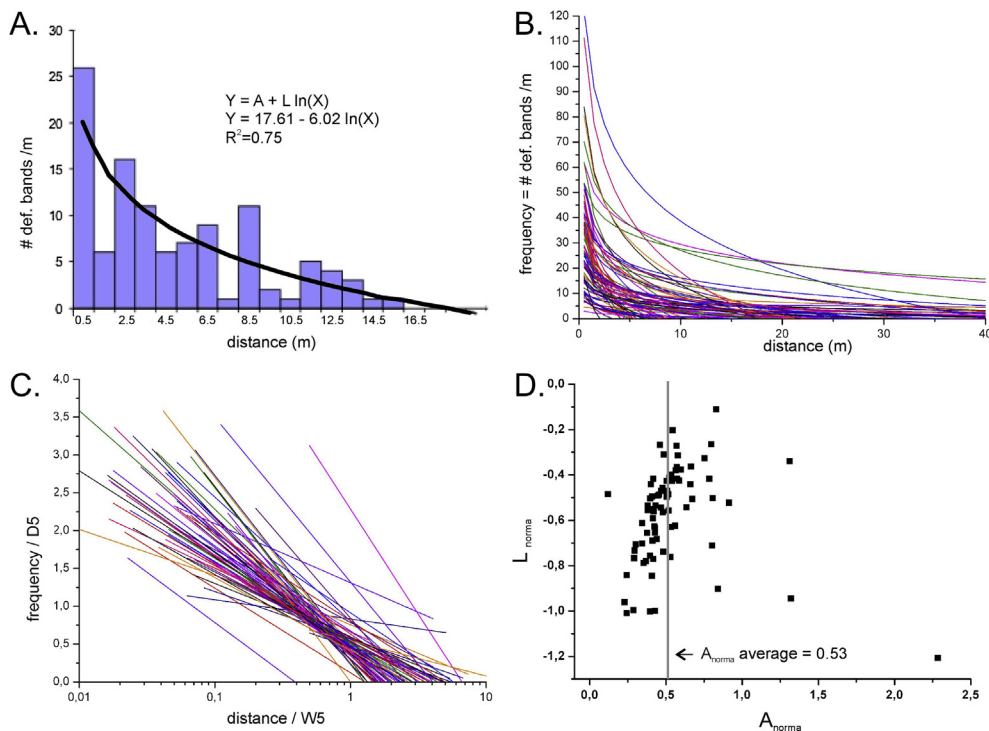 A.
30
25
20
15
10
5
0
# def. bands /m
Y = A + L ln(X)
Y = 17.61 - 6.02 ln(X)
R²=0.75
0.5 2.5 4.5 6.5 8.5 10.5 12.5 14.5 16.5
distance (m)
B.
120
110
100
90
80
70
60
50
40
30
20
10
0
frequency = # def. bands /m
0 10 20 30 40
distance (m)
C.
4,0
3,5
3,0
2,5
2,0
1,5
1,0
0,5
0,0
frequency / D5
0,01 0,1 1 10
distance / W5
D.
0,0
-0,2
-0,4
-0,6
-0,8
-1,0
-1,2
L norma
← A norma average = 0.53
0,0 0,5 1,0 1,5 2,0 2,5
A norma